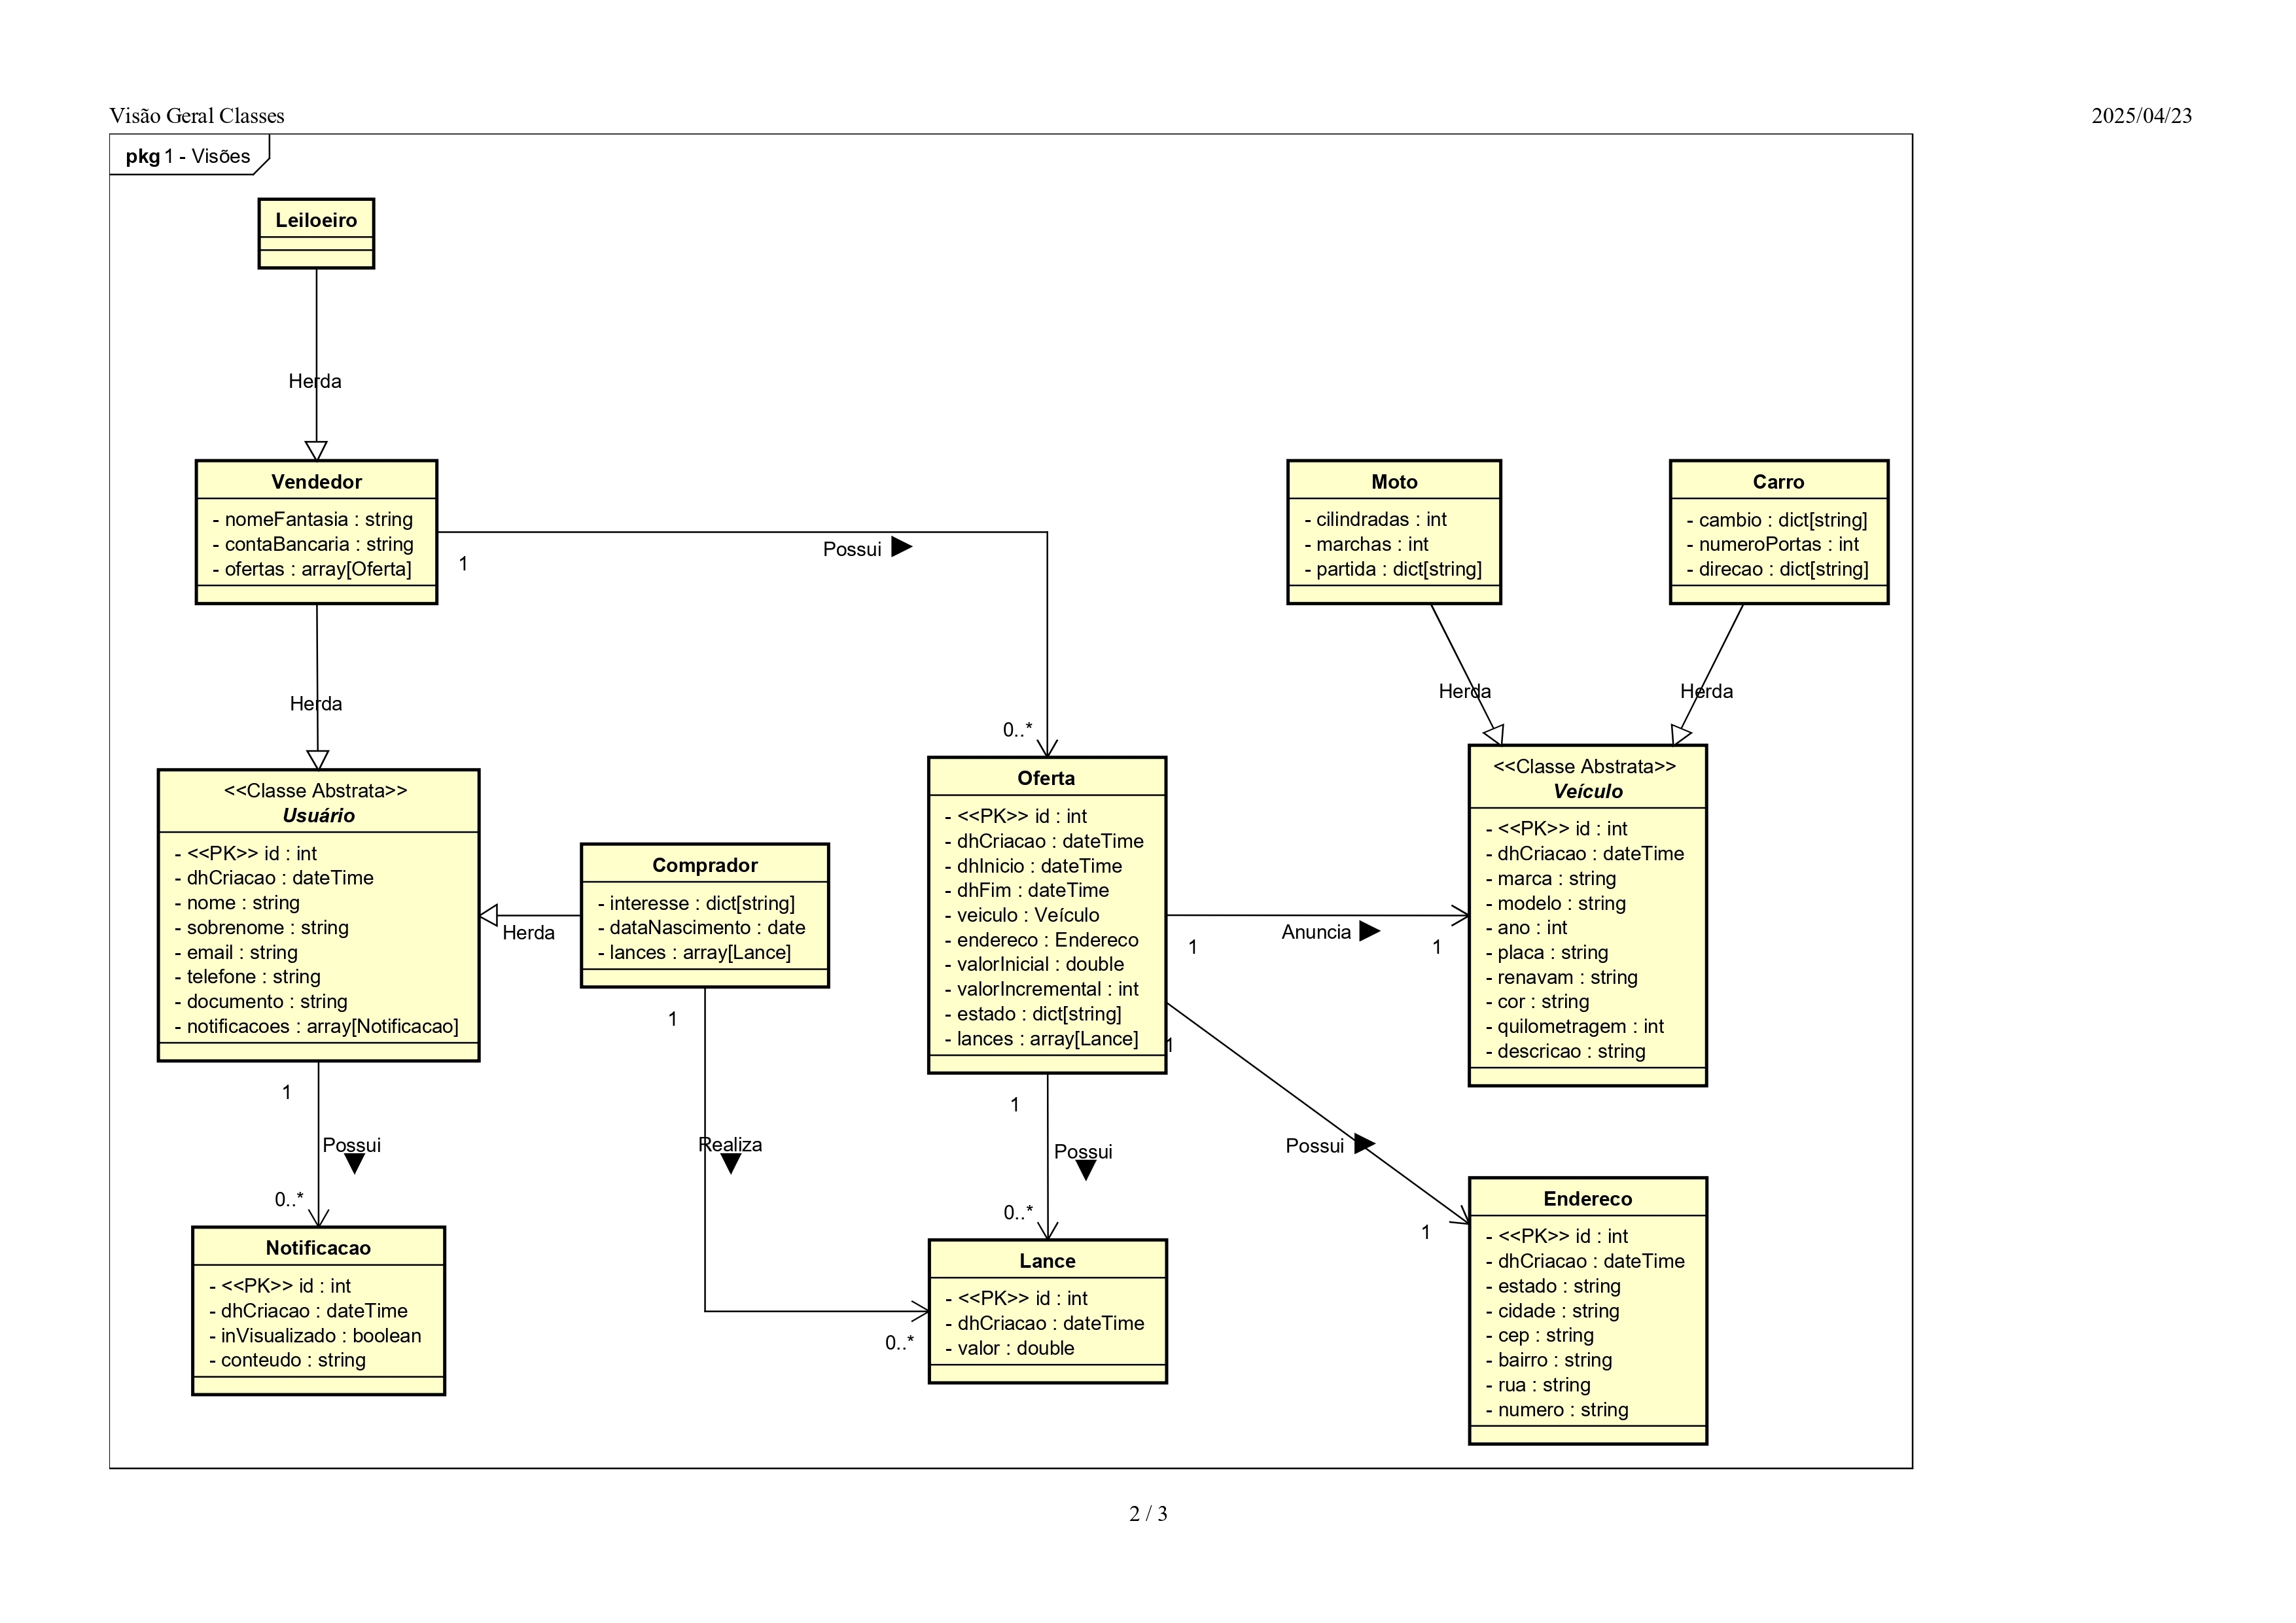 Visão Geral Classes
2025/04/23
pkg 1 - Visões
Leiloeiro
Herda
Vendedor
- nomeFantasia : string
- contaBancaria : string
- ofertas : array[Oferta]
1
Possui
0..*
Herda
Moto
- cilindradas : int
- marchas : int
- partida : dict[string]
Herda
Carro
- cambio : dict[string]
- numeroPortas : int
- direcao : dict[string]
Herda
<<Classe Abstrata>>
Usuário
- <<PK>> id : int
- dhCriacao : dateTime
- nome : string
- sobrenome : string
- email : string
- telefone : string
- documento : string
- notificacoes : array[Notificacao]
Herda
Comprador
- interesse : dict[string]
- dataNascimento : date
- lances : array[Lance]
Oferta
- <<PK>> id : int
- dhCriacao : dateTime
- dhInicio : dateTime
- dhFim : dateTime
- veiculo : Veículo
- endereco : Endereco
- valorInicial : double
- valorIncremental : int
- estado : dict[string]
- lances : array[Lance]
1
Anuncia
1
<<Classe Abstrata>>
Veículo
- <<PK>> id : int
- dhCriacao : dateTime
- marca : string
- modelo : string
- ano : int
- placa : string
- renavam : string
- cor : string
- quilometragem : int
- descricao : string
1
Possui
0..*
1
Realiza
0..*
1
Possui
0..*
1
Possui
1
Notificacao
- <<PK>> id : int
- dhCriacao : dateTime
- inVisualizado : boolean
- conteudo : string
Lance
- <<PK>> id : int
- dhCriacao : dateTime
- valor : double
Endereco
- <<PK>> id : int
- dhCriacao : dateTime
- estado : string
- cidade : string
- cep : string
- bairro : string
- rua : string
- numero : string
2 / 3